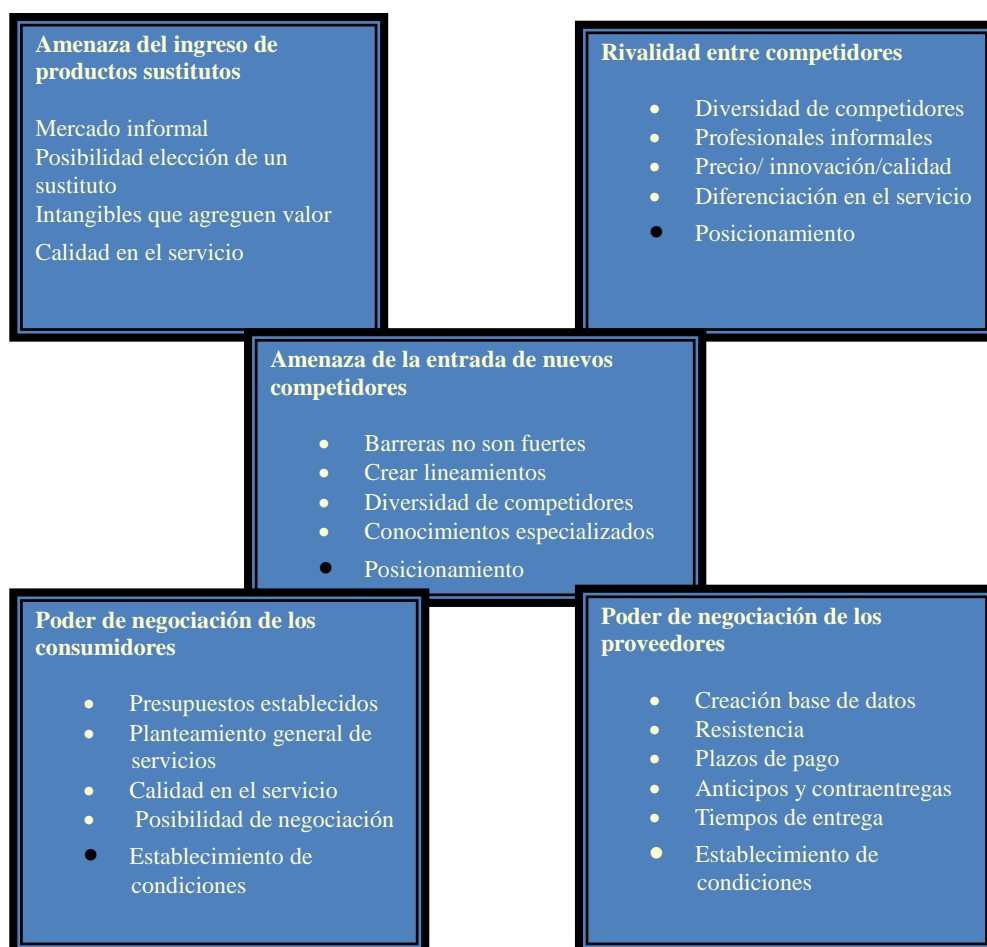 Amenaza del ingreso de
productos sustitutos
Mercado informal
Posibilidad elección de un
sustituto
Intangibles que agreguen valor
Calidad en el servicio
Rivalidad entre competidores
• Diversidad de competidores
• Profesionales informales
• Precio/ innovación/calidad
• Diferenciación en el servicio
• Posicionamiento
Amenaza de la entrada de nuevos
competidores
• Barreras no son fuertes
• Crear lineamientos
• Diversidad de competidores
• Conocimientos especializados
• Posicionamiento
Poder de negociación de los
consumidores
• Presupuestos establecidos
• Planteamiento general de
servicios
• Calidad en el servicio
• Posibilidad de negociación
• Establecimiento de
condiciones
Poder de negociación de los
proveedores
• Creación base de datos
• Resistencia
• Plazos de pago
• Anticipos y contraentregas
• Tiempos de entrega
• Establecimiento de
condiciones